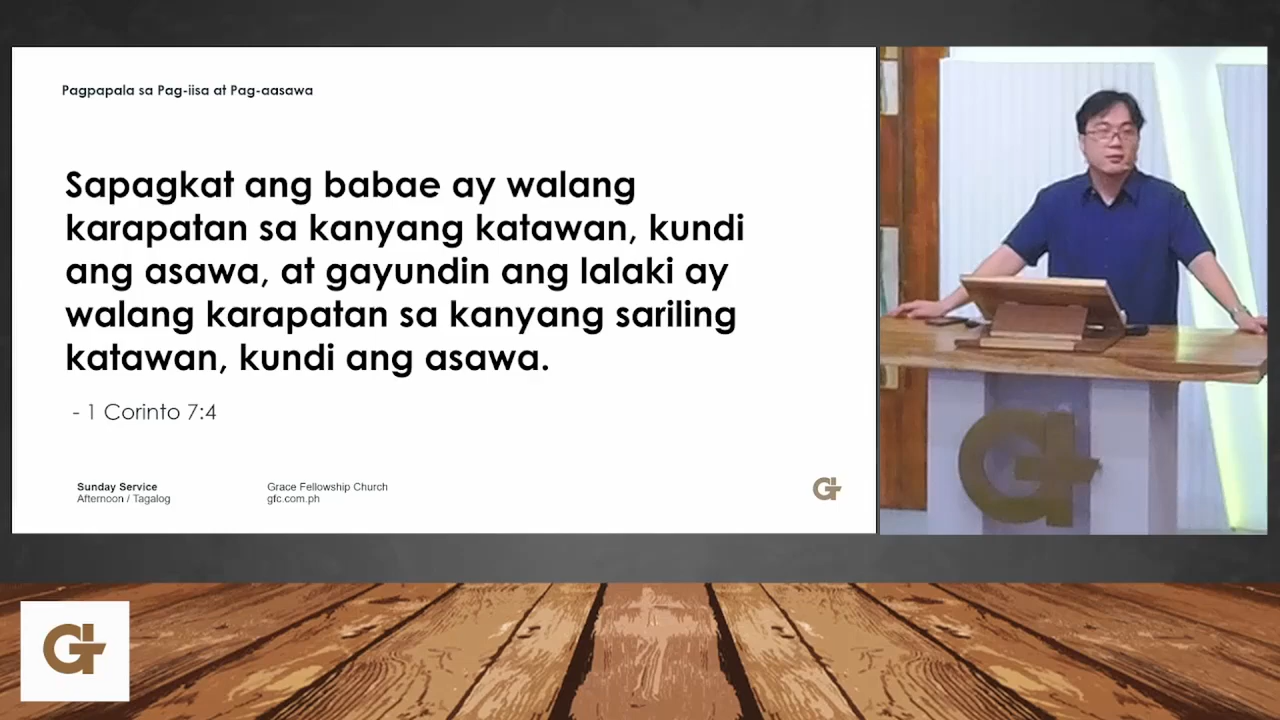 Pagpapala sa Pag-iisa at Pag-aasawa
Sapagkat ang babae ay walang
karapatan sa kanyang katawan, kundi
ang asawa, at gayundin ang lalaki ay
walang karapatan sa kanyang sariling
katawan, kundi ang asawa.
- 1 Corinto 7:4
Sunday Service
Afternoon / Tagalog
Grace Fellowship Church
gfc.com.ph